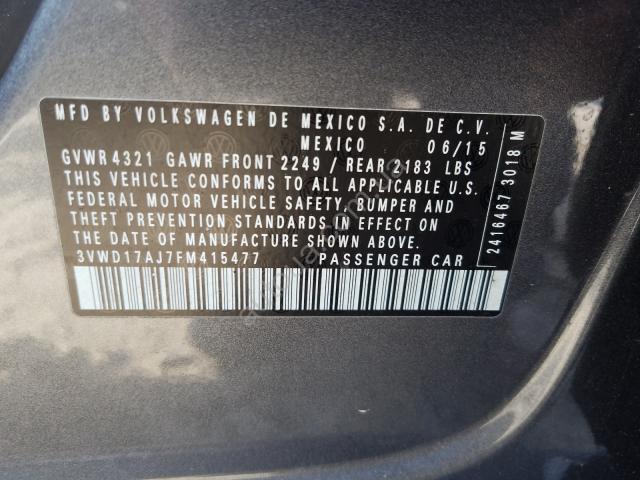 MFD BY VOLKSWAGEN DE MEXICO S.A. DE C.V.
MEXICO 06/15
GVWR 4321 GAWR FRONT 2249 / REAR 2183 LBS
THIS VEHICLE CONFORMS TO ALL APPLICABLE U.S.
FEDERAL MOTOR VEHICLE SAFETY, BUMPER AND
THEFT PREVENTION STANDARDS IN EFFECT ON
THE DATE OF MANUFACTURE SHOWN ABOVE.
3VWD17AJ7FM415477 PASSENGER CAR
2416467 3018 M